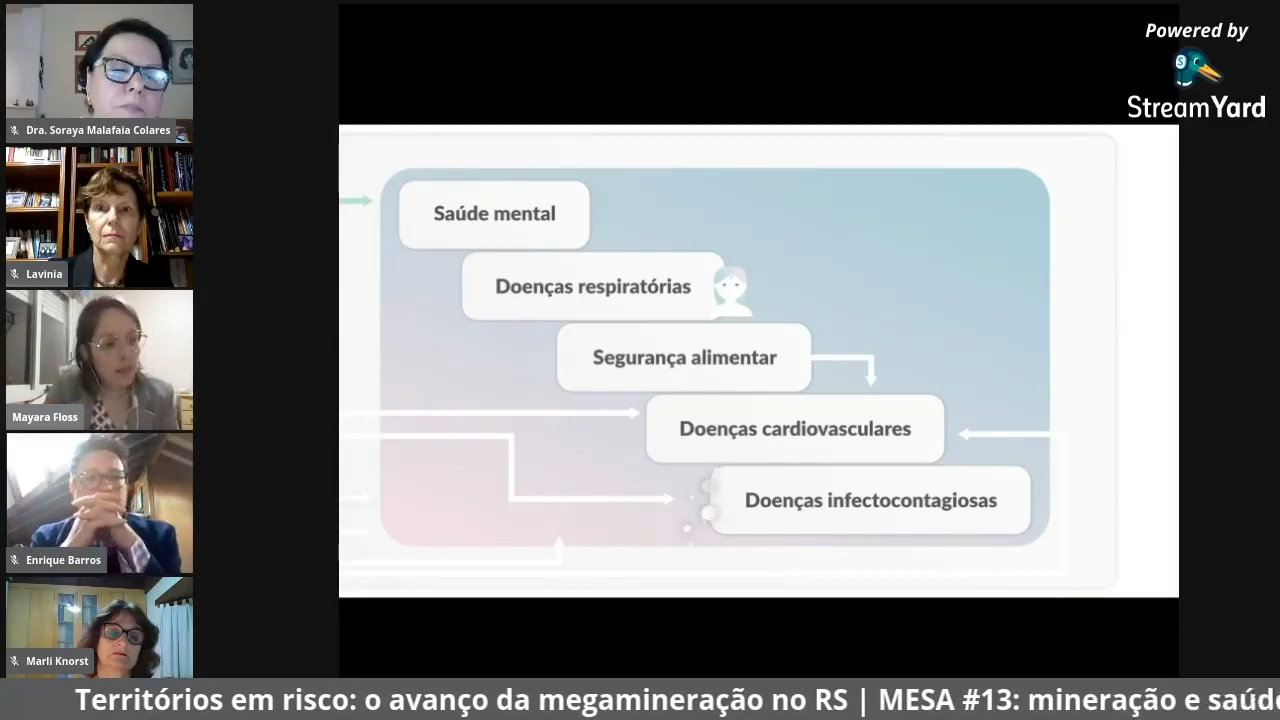 Powered by
StreamYard
Dra. Soraya Malafaia Colares
Lavinia
Mayara Floss
Enrique Barros
Marli Knorst
Saúde mental
Doenças respiratórias
Segurança alimentar
Doenças cardiovasculares
Doenças infectocontagiosas
Territórios em risco: o avanço da megamineração no RS | MESA #13: mineração e saúd